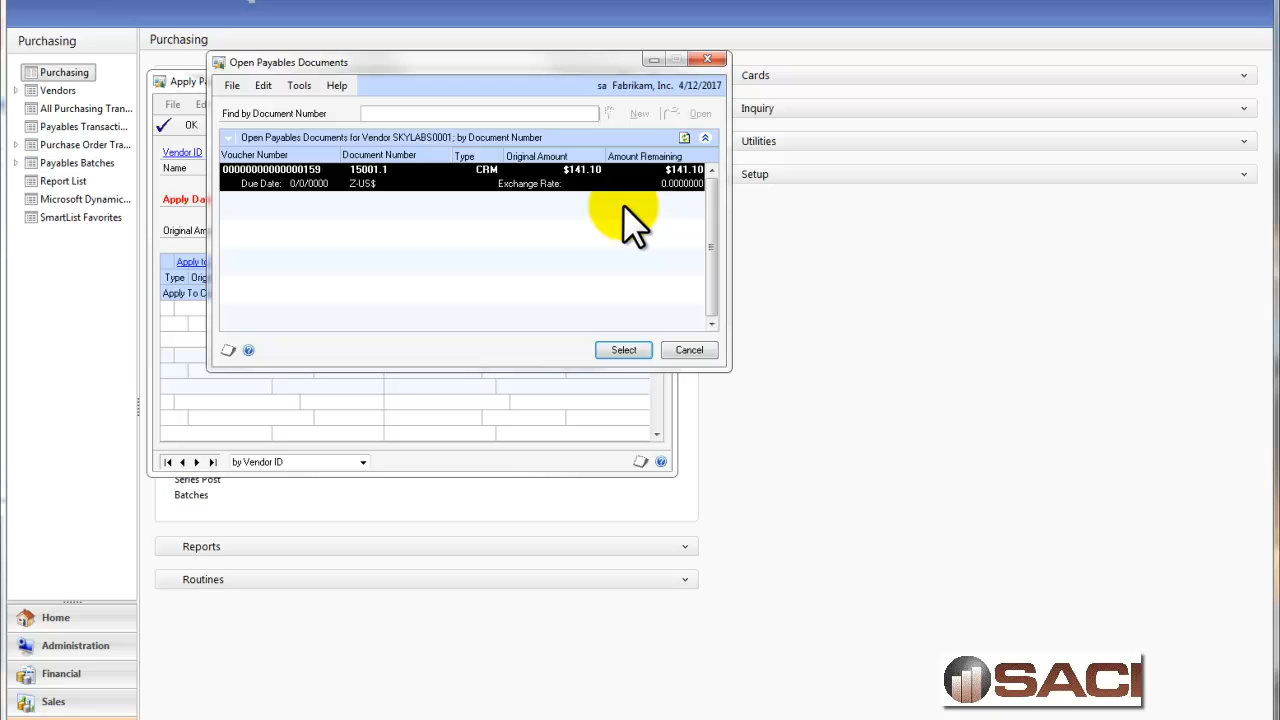 Purchasing
Purchasing
Purchasing
Vendors
All Purchasing Tran...
Payables Transacti...
Purchase Order Tra...
Payables Batches
Report List
Microsoft Dynamic...
SmartList Favorites
Home
Administration
Financial
Sales
Apply Pa
File
OK
Vendor ID
Name
Apply Da
Original Am
Apply to
Type Orig
Apply To C
by Vendor ID
Open Payables Documents
File Edit Tools Help sa Fabrikam, Inc. 4/12/2017
Find by Document Number New Open
Open Payables Documents for Vendor SKYLABS0001; by Document Number
Voucher Number Document Number Type Original Amount Amount Remaining
00000000000000159 15001.1 CRM $141.10 $141.10
Due Date: 0/0/0000 Z-US$ Exchange Rate: 0.0000000
Select Cancel
Series Post
Batches
Reports
Routines
Cards
Inquiry
Utilities
Setup
SACI